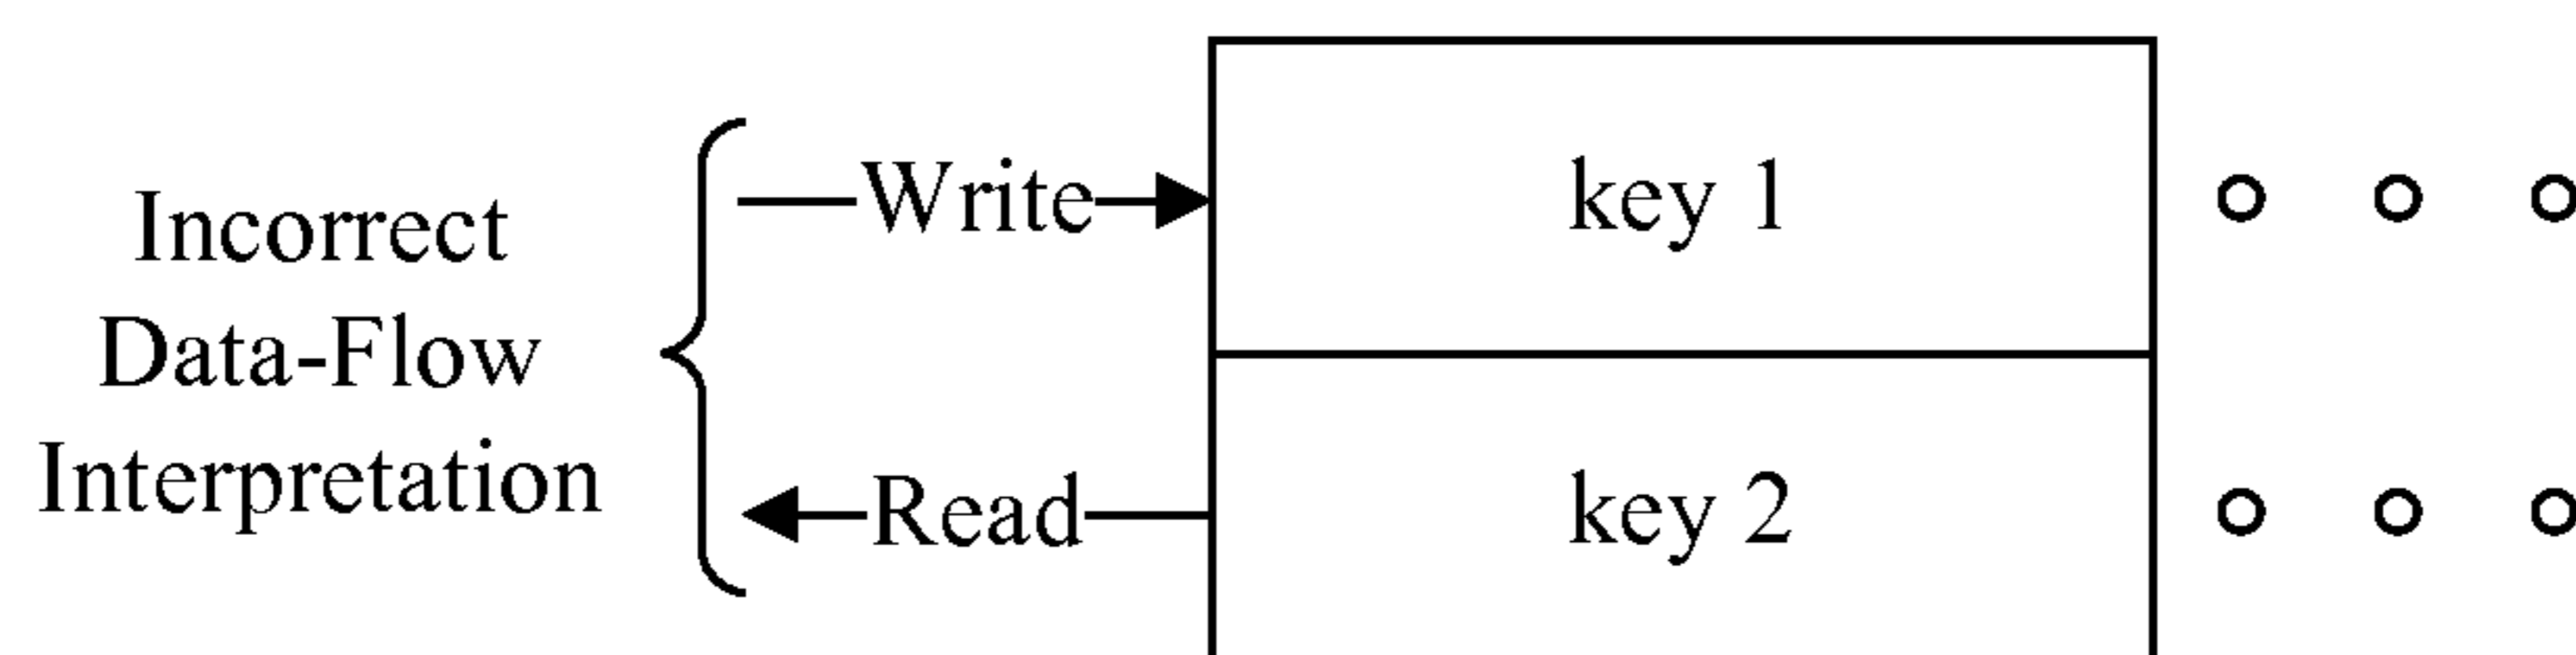 Incorrect
Data-Flow
Interpretation
Write
key 1
Read
key 2